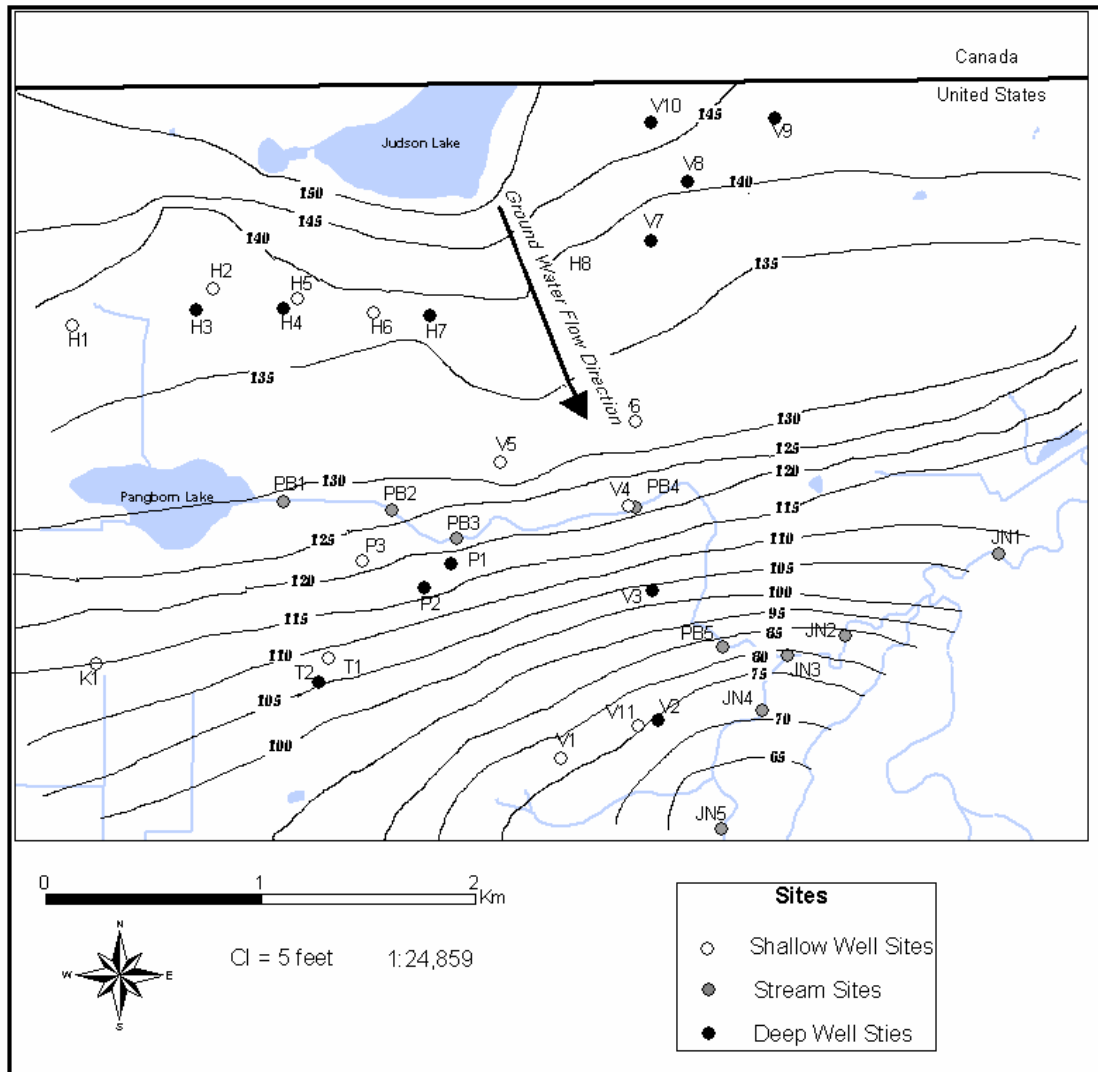 Canada
United States
V10
145
V9
Judson Lake
V8
140
150
Ground Water Flow Direction
145
V7
140
H8
135
H2
H5
H1
H3
H4
H6
H7
135
6
130
V5
125
130
120
Pangborn Lake
PB1
PB2
V4
PB4
115
PB3
125
110
JN1
P3
P1
120
105
P2
V3
100
115
95
PB5
85
JN2
110
80
K1
T2
T1
JN3
75
105
JN4
V11
V2
70
100
V1
65
JN5
0
1
2
Km
N
W
E
S
CI = 5 feet
1:24,859
Sites
Shallow Well Sites
Stream Sites
Deep Well Sties